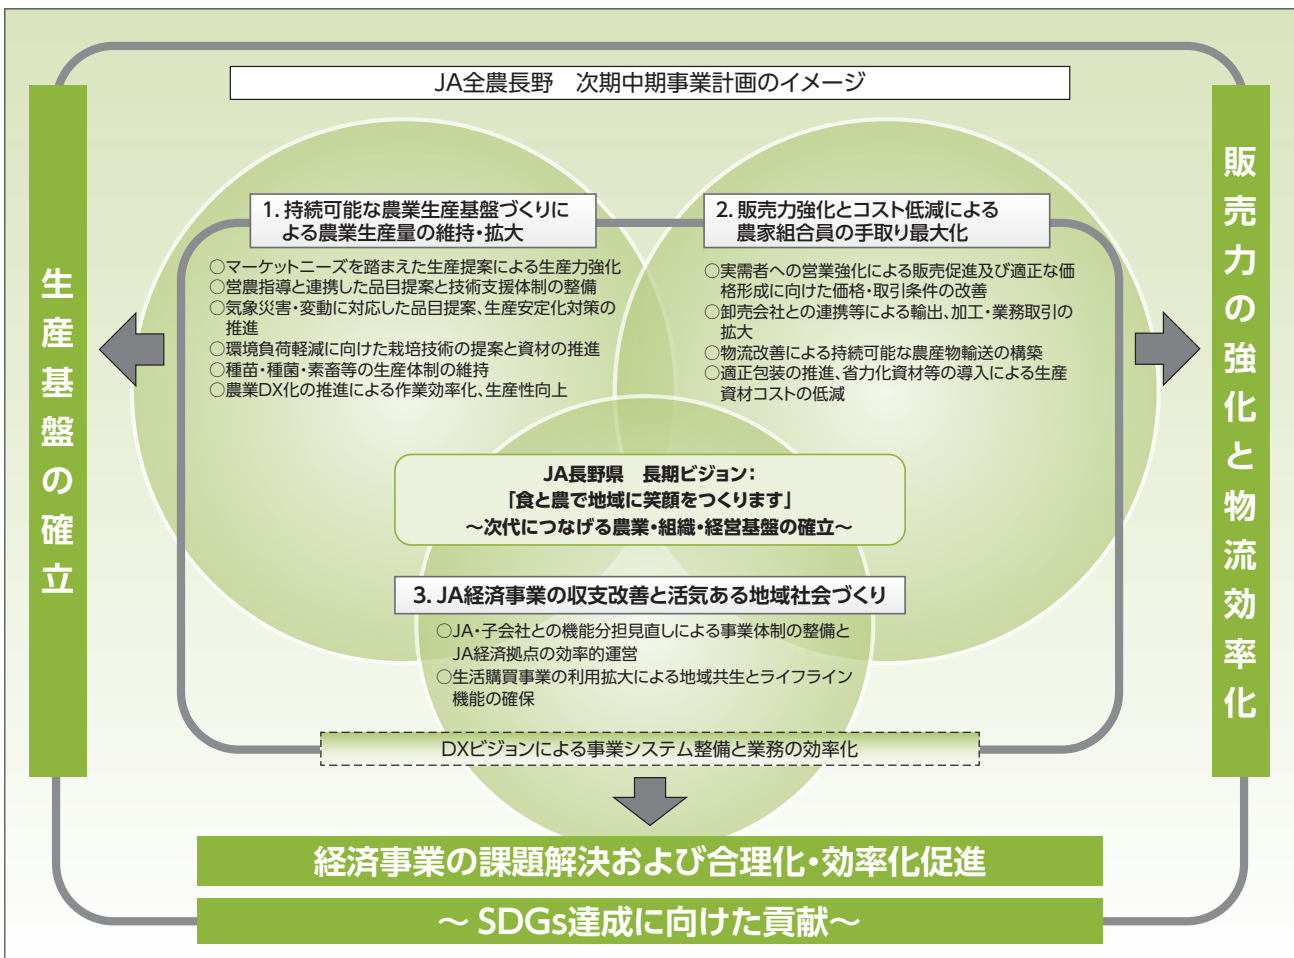 JA全農長野　次期中期事業計画のイメージ
生産基盤の確立
1. 持続可能な農業生産基盤づくりに
よる農業生産量の維持・拡大
○マーケットニーズを踏まえた生産提案による生産力強化
○営農指導と連携した品目提案と技術支援体制の整備
○気象災害・変動に対応した品目提案、生産安定化対策の
推進
○環境負荷軽減に向けた栽培技術の提案と資材の推進
○種苗・種菌・素畜等の生産体制の維持
○農業DX化の推進による作業効率化、生産性向上
2. 販売力強化とコスト低減による
農家組合員の手取り最大化
○実需者への営業強化による販売促進及び適正な価
格形成に向けた価格・取引条件の改善
○卸売会社との連携等による輸出、加工・業務取引の
拡大
○物流改善による持続可能な農産物輸送の構築
○適正包装の推進、省力化資材等の導入による生産
資材コストの低減
販売力の強化と物流効率化
JA長野県　長期ビジョン：
「食と農で地域に笑顔をつくります」
～次代につなげる農業・組織・経営基盤の確立～
3. JA経済事業の収支改善と活気ある地域社会づくり
○JA・子会社との機能分担見直しによる事業体制の整備と
JA経済拠点の効率的運営
○生活購買事業の利用拡大による地域共生とライフライン
機能の確保
DXビジョンによる事業システム整備と業務の効率化
経済事業の課題解決および合理化・効率化促進
～ SDGs達成に向けた貢献～